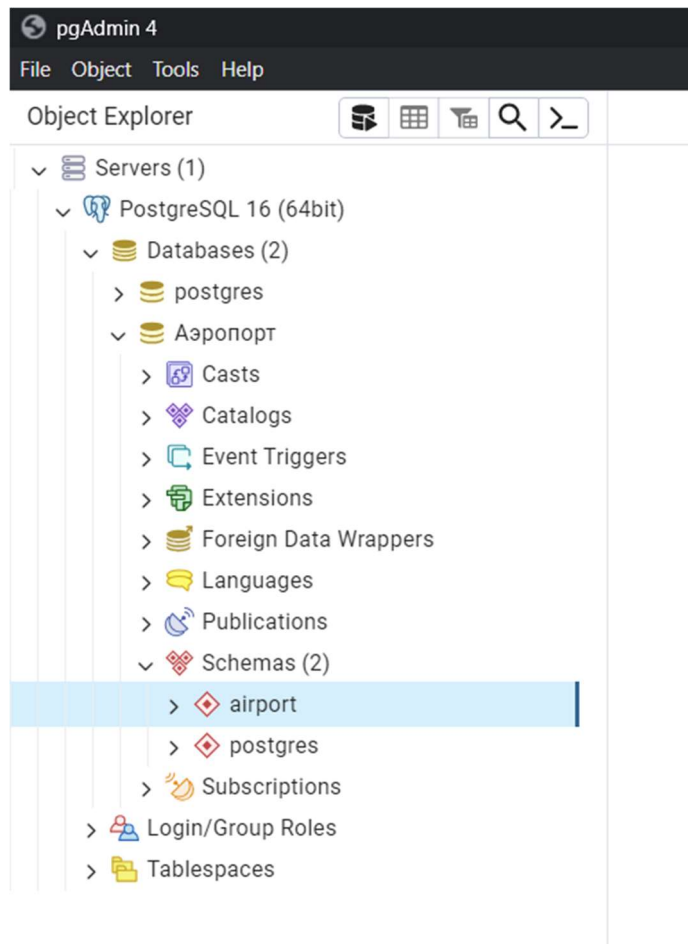 pgAdmin 4
File Object Tools Help
Object Explorer
Servers (1)
PostgreSQL 16 (64bit)
Databases (2)
postgres
Аэропорт
Casts
Catalogs
Event Triggers
Extensions
Foreign Data Wrappers
Languages
Publications
Schemas (2)
airport
postgres
Subscriptions
Login/Group Roles
Tablespaces